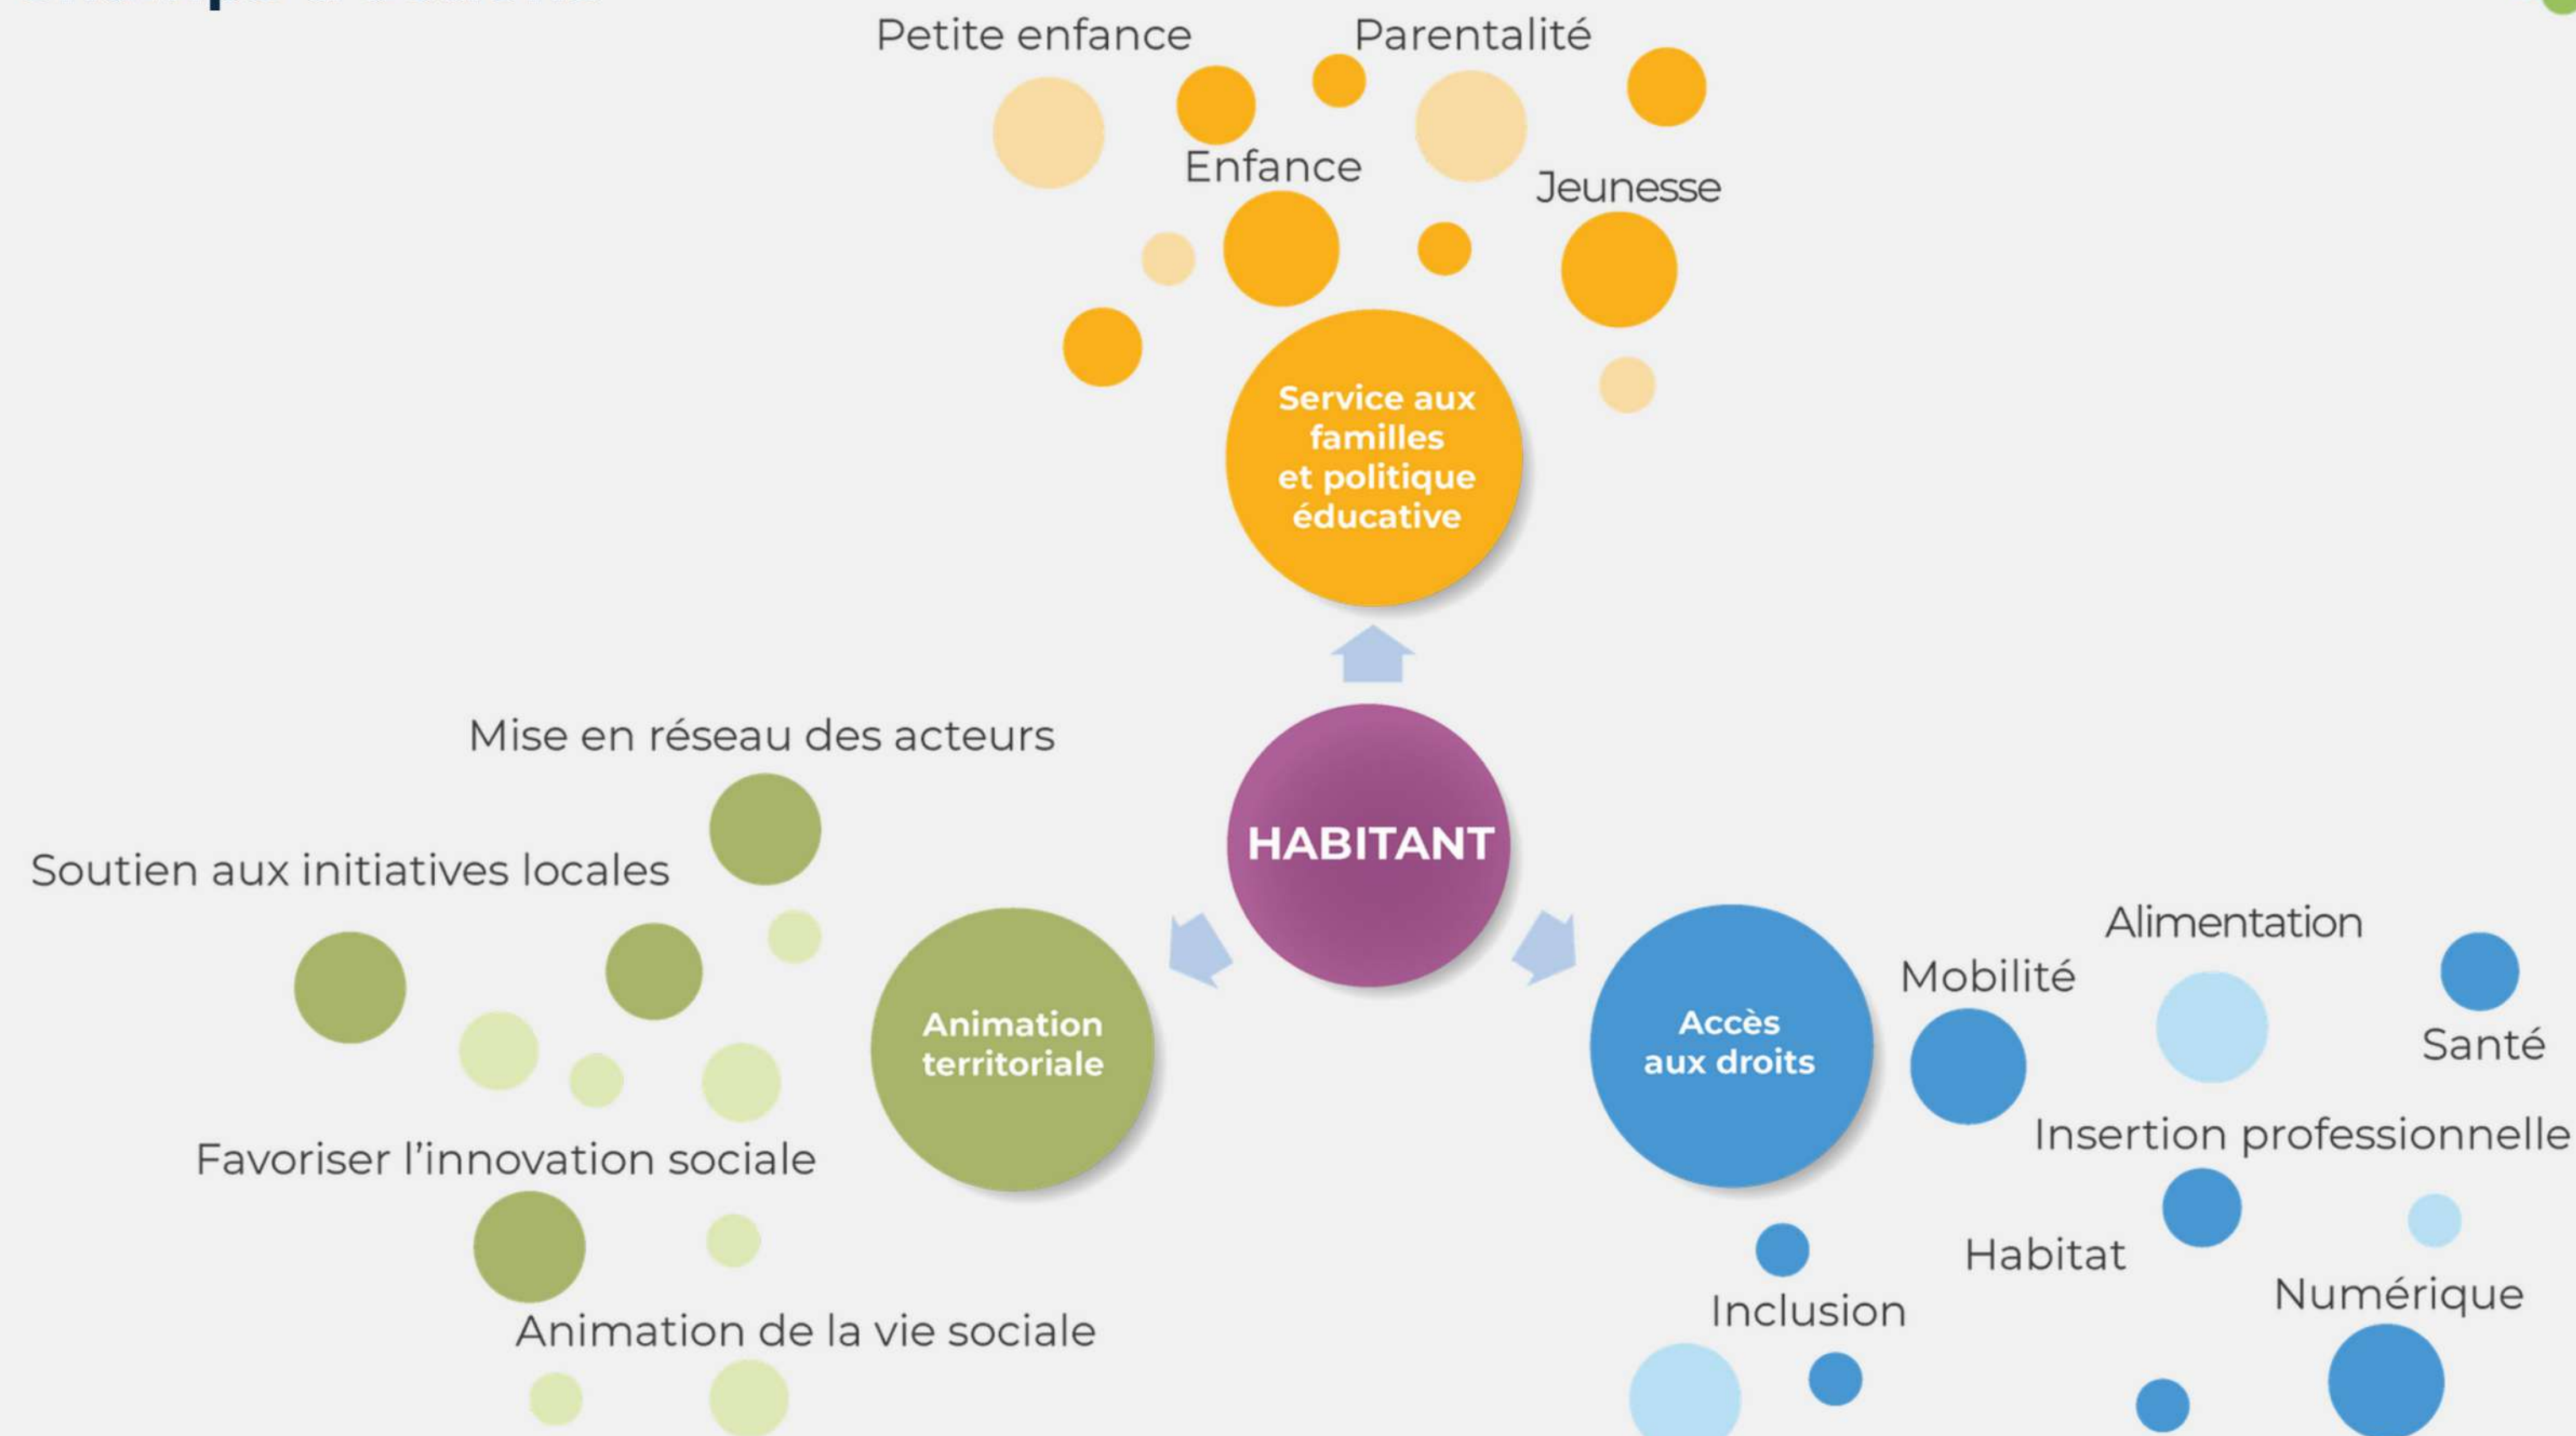 Petite enfance
Parentalité
Enfance
Jeunesse
Service aux
familles
et politique
éducative
HABITANT
Mise en réseau des acteurs
Soutien aux initiatives locales
Animation
territoriale
Favoriser l’innovation sociale
Animation de la vie sociale
Accès
aux droits
Mobilité
Alimentation
Santé
Insertion professionnelle
Habitat
Numérique
Inclusion